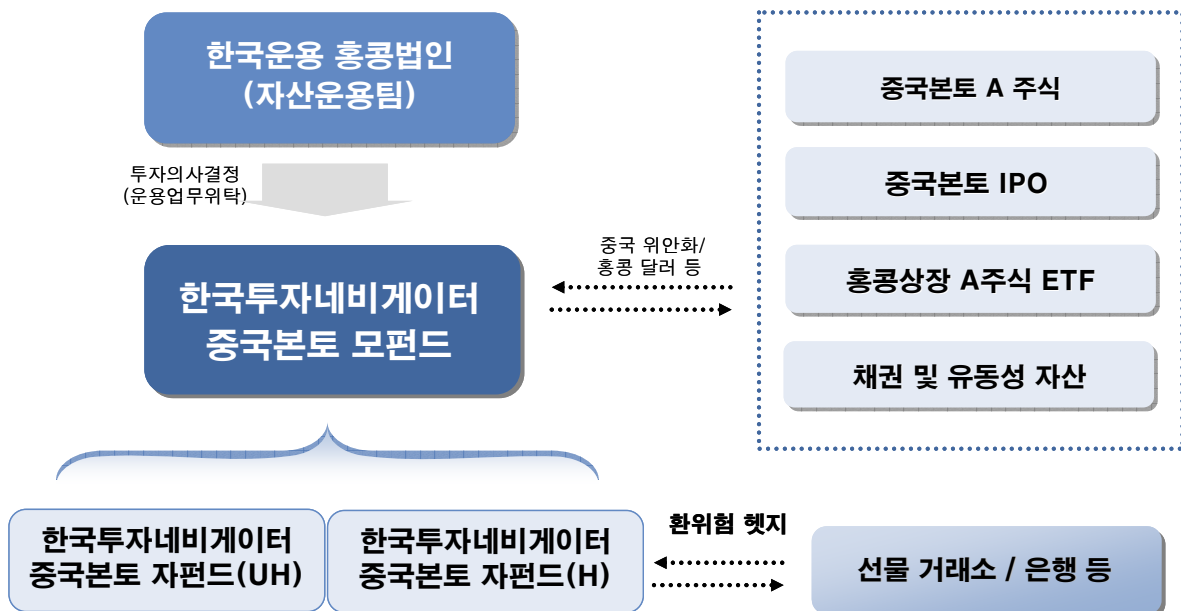 한국운용 홍콩법인
(자산운용팀)
투자의사결정
(운용업무위탁)
한국투자네비게이터
중국본토 모펀드
중국 위안화/
홍콩 달러 등
중국본토 A 주식
중국본토 IPO
홍콩상장 A주식 ETF
채권 및 유동성 자산
한국투자네비게이터
중국본토 자펀드(UH)
한국투자네비게이터
중국본토 자펀드(H)
환위험 헷지
선물 거래소 / 은행 등